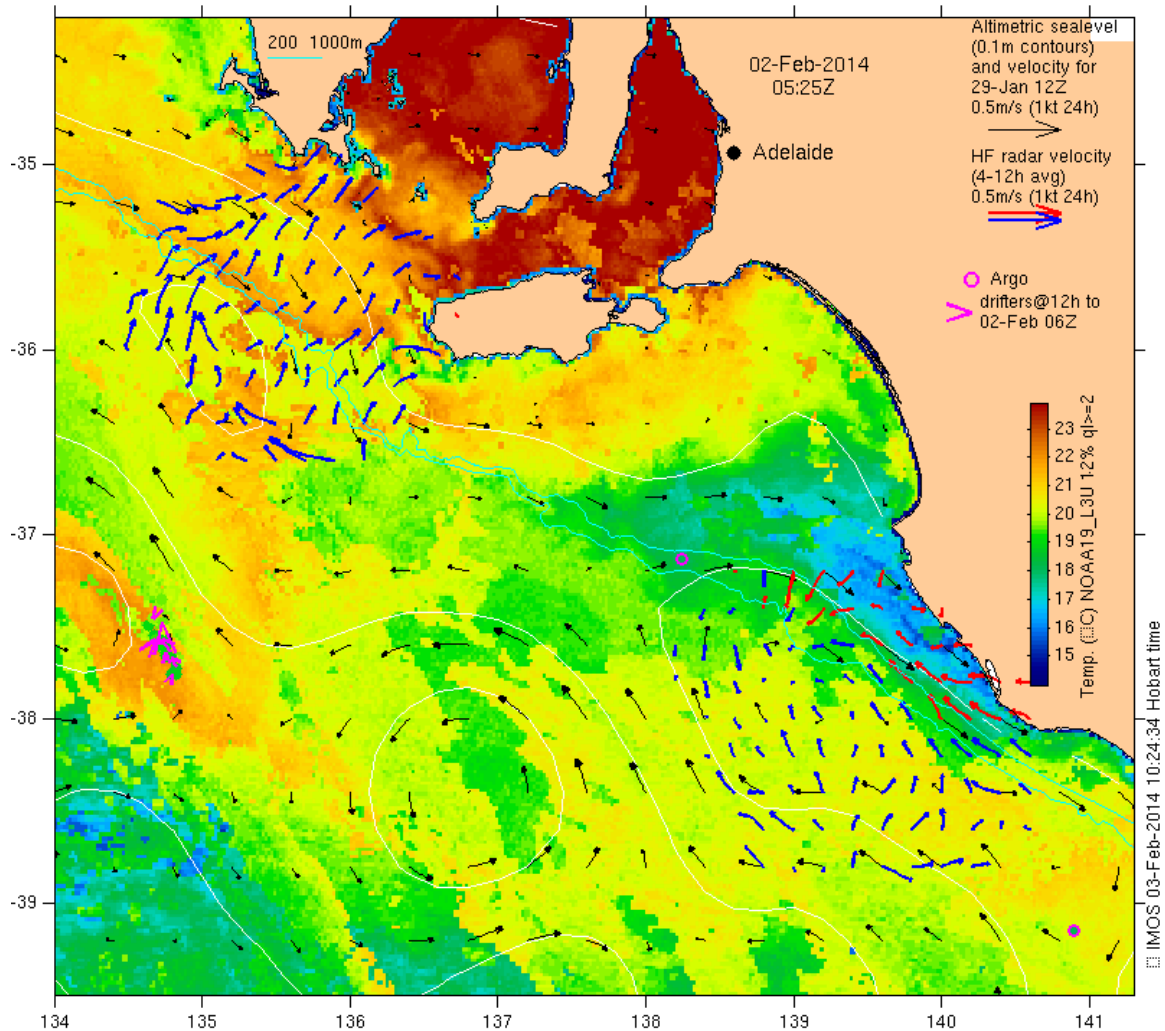 200 1000m
02-Feb-2014
05:25Z
Adelaide
Altimetric sealevel
(0.1m contours)
and velocity for
29-Jan 12Z
0.5m/s (1kt 24h)
HF radar velocity
(4-12h avg)
0.5m/s (1kt 24h)
Argo
drifters@12h to
02-Feb 06Z
-35
-36
-37
-38
-39
134
135
136
137
138
139
140
141
23
22
21
20
19
18
17
16
15
Temp. (C) NOAA19_L3U 12% ql>=2
IMOS 03-Feb-2014 10:24:34 Hobart time